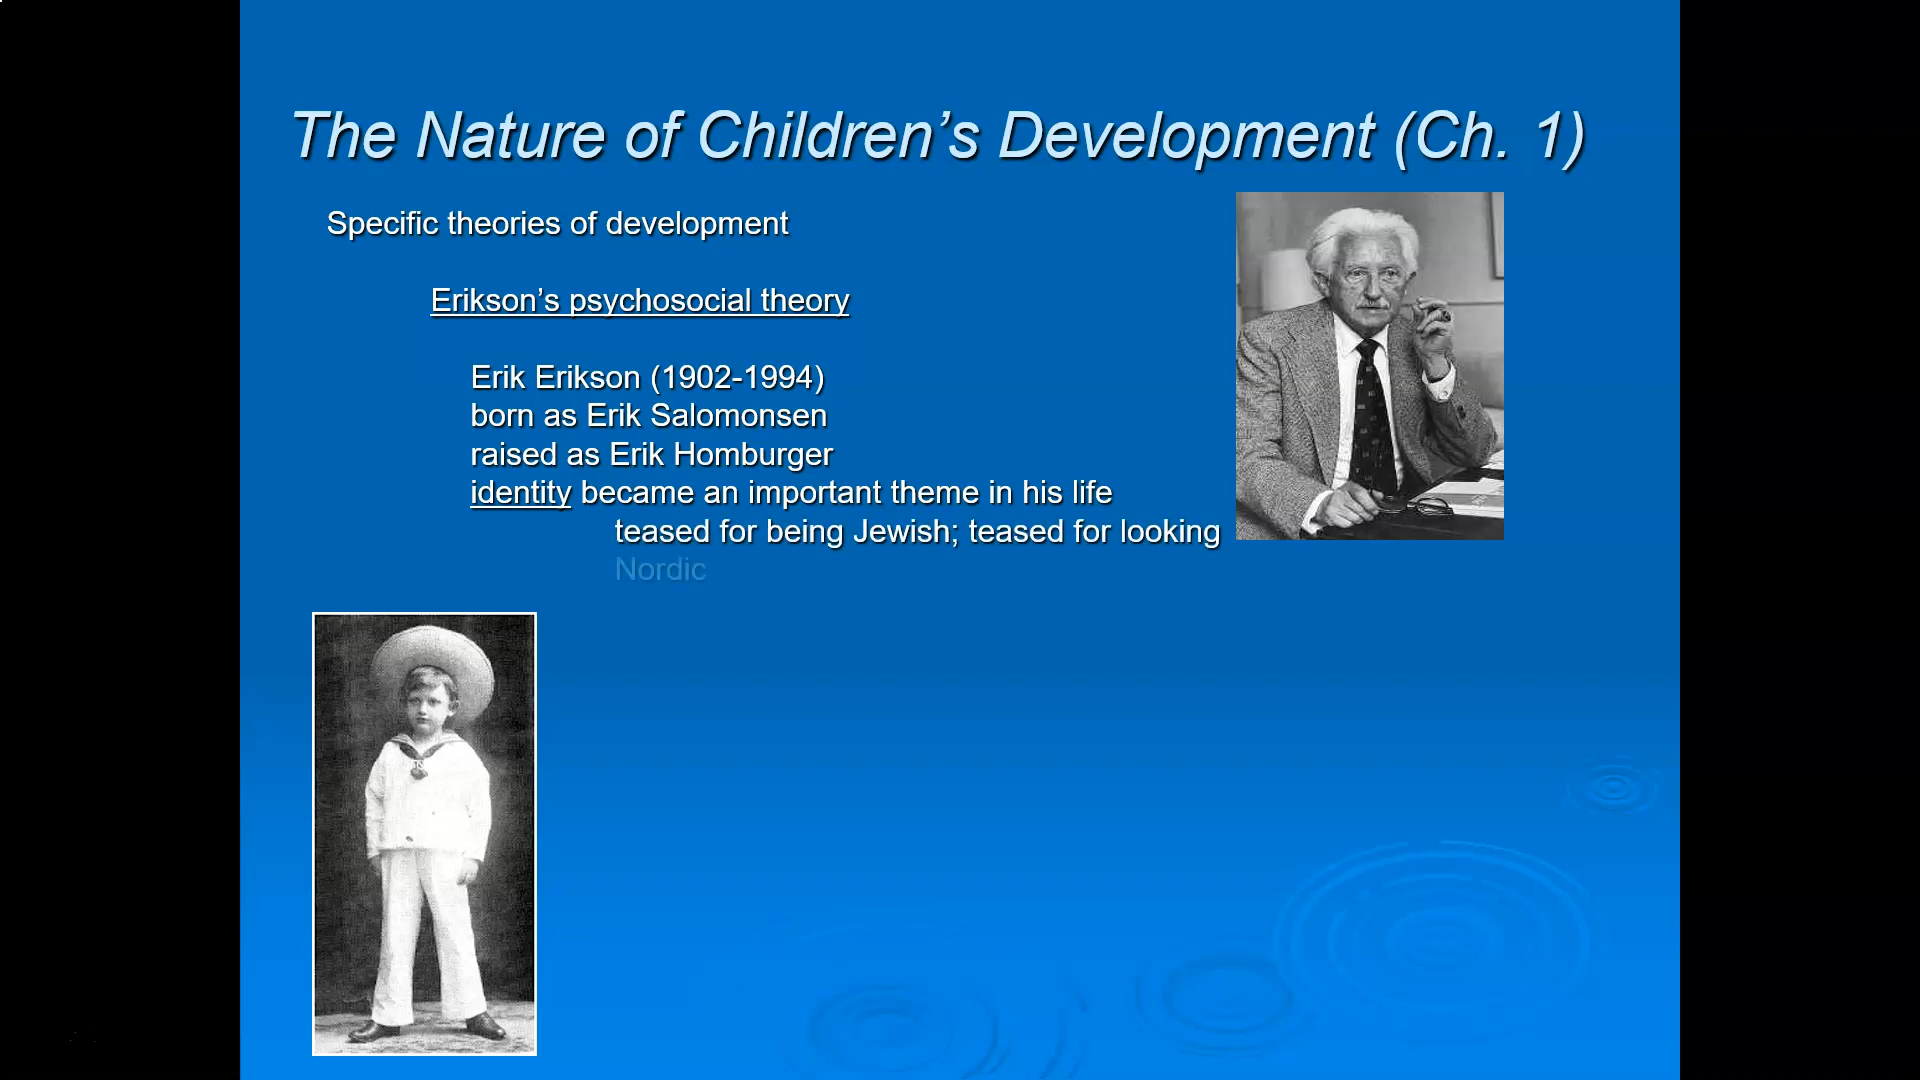 The Nature of Children’s Development (Ch. 1)
Specific theories of development
Erikson’s psychosocial theory
Erik Erikson (1902-1994)
born as Erik Salomonsen
raised as Erik Homburger
identity became an important theme in his life
teased for being Jewish; teased for looking
Nordic